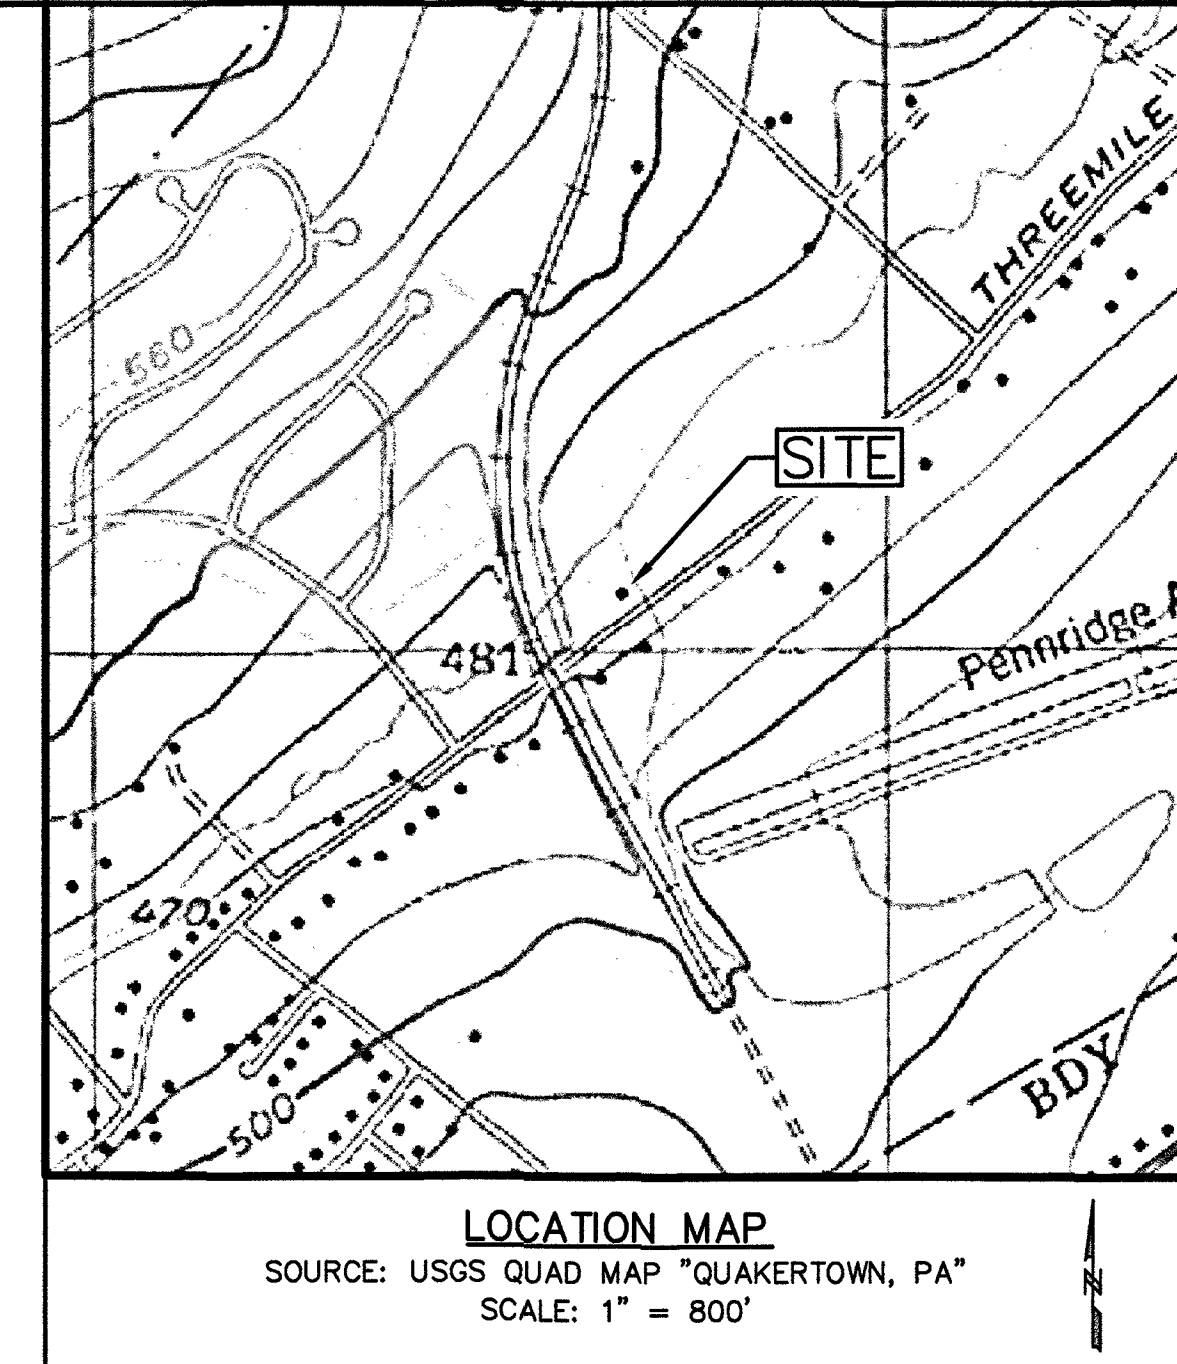 THREEMILE
560
SITE
481
Pennridge
470
500
BDY
LOCATION MAP
SOURCE: USGS QUAD MAP "QUAKERTOWN, PA"
SCALE: 1" = 800'
N